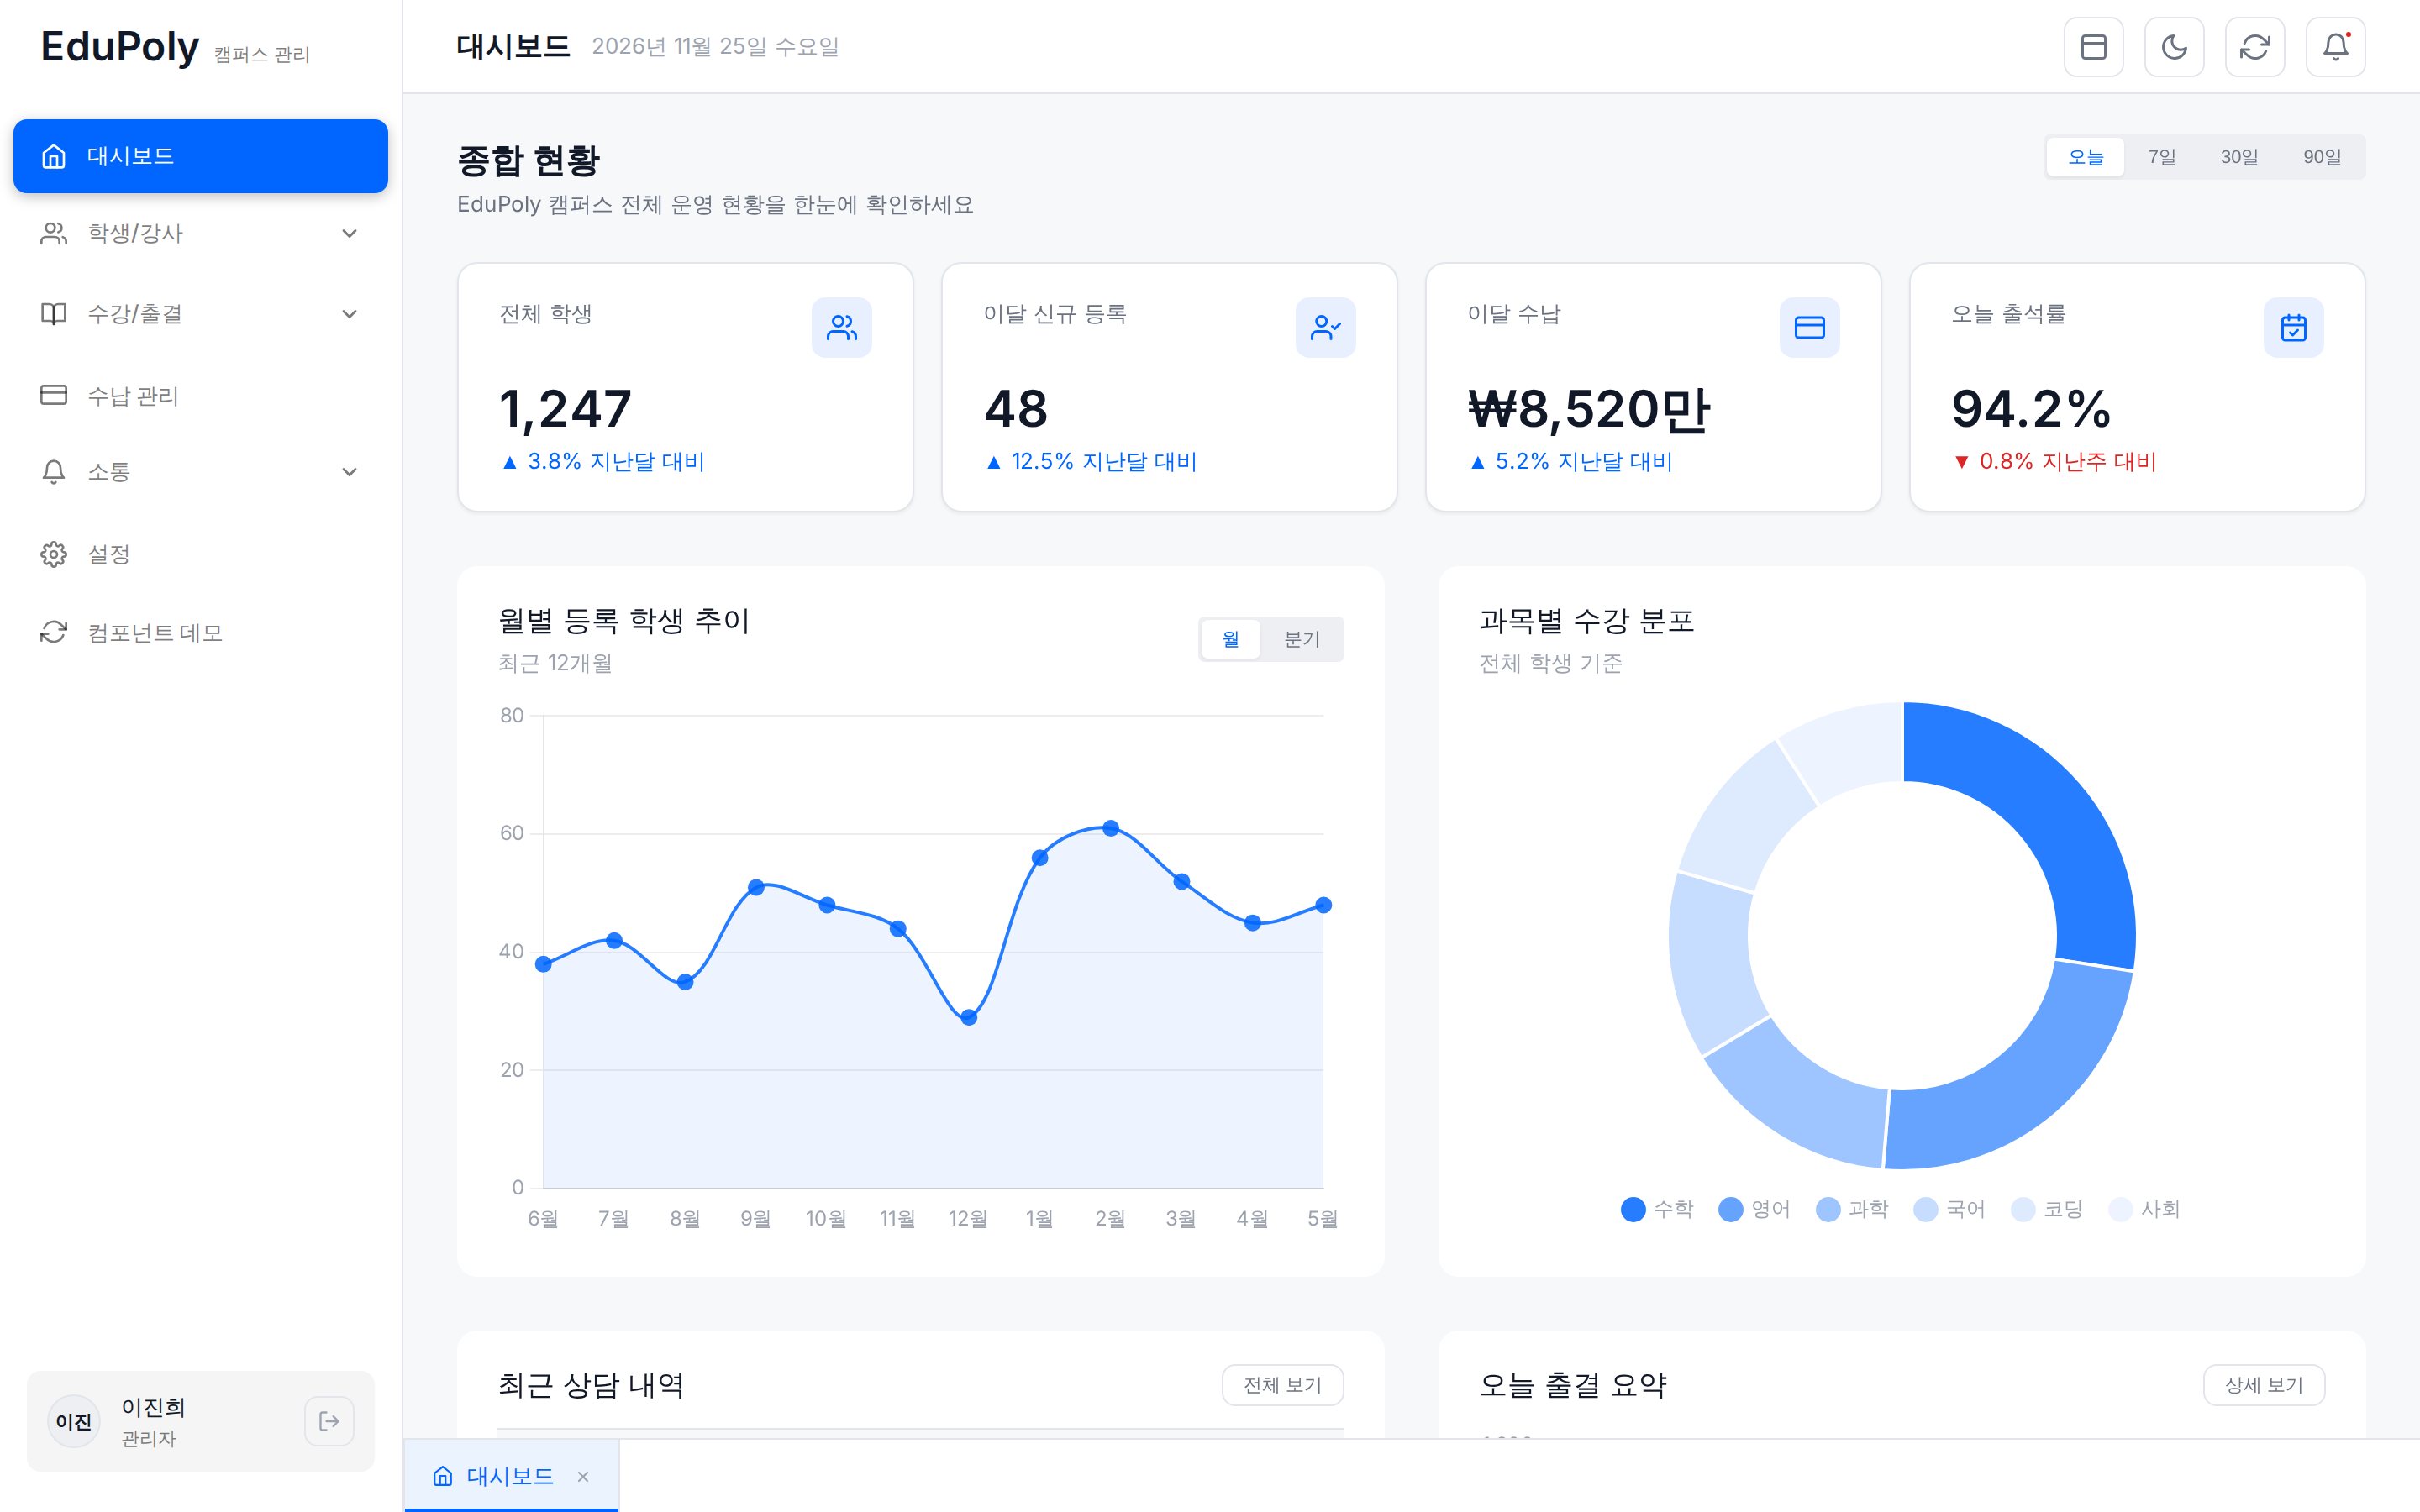 EduPoly 캠퍼스 관리
대시보드
학생/강사
수강/출결
수납 관리
소통
설정
컴포넌트 데모
이진 이진희
관리자
대시보드 2026년 11월 25일 수요일
종합 현황
EduPoly 캠퍼스 전체 운영 현황을 한눈에 확인하세요
오늘 7일 30일 90일
전체 학생
1,247
▲ 3.8% 지난달 대비
이달 신규 등록
48
▲ 12.5% 지난달 대비
이달 수납
₩8,520만
▲ 5.2% 지난달 대비
오늘 출석률
94.2%
▼ 0.8% 지난주 대비
월별 등록 학생 추이
최근 12개월
월 분기
80
60
40
20
0
6월 7월 8월 9월 10월 11월 12월 1월 2월 3월 4월 5월
과목별 수강 분포
전체 학생 기준
수학 영어 과학 국어 코딩 사회
최근 상담 내역
전체 보기
오늘 출결 요약
상세 보기
대시보드 ×